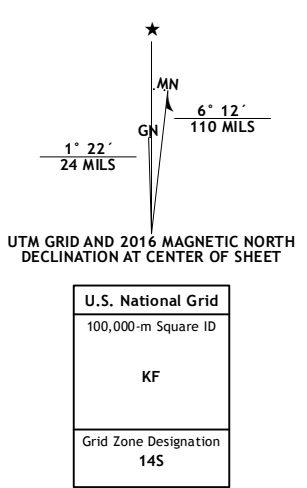 MN
GN
6° 12´
110 MILS
1° 22´
24 MILS
UTM GRID AND 2016 MAGNETIC NORTH
DECLINATION AT CENTER OF SHEET
U.S. National Grid
100,000-m Square ID
KF
Grid Zone Designation
14S